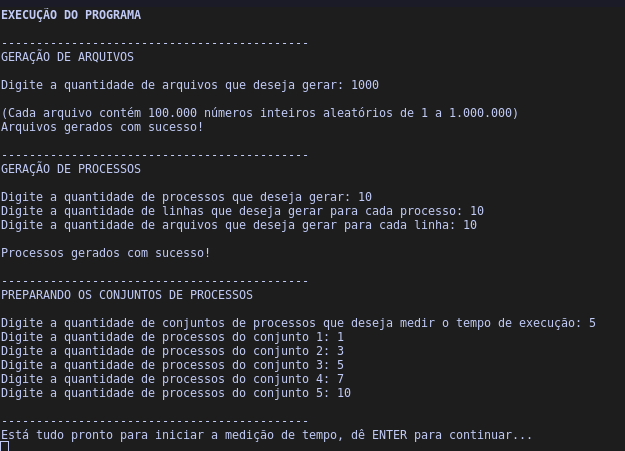 EXECUÇÃO DO PROGRAMA
--------------------------------------------
GERAÇÃO DE ARQUIVOS
Digite a quantidade de arquivos que deseja gerar: 1000
(Cada arquivo contém 100.000 números inteiros aleatórios de 1 a 1.000.000)
Arquivos gerados com sucesso!
--------------------------------------------
GERAÇÃO DE PROCESSOS
Digite a quantidade de processos que deseja gerar: 10
Digite a quantidade de linhas que deseja gerar para cada processo: 10
Digite a quantidade de arquivos que deseja gerar para cada linha: 10
Processos gerados com sucesso!
--------------------------------------------
PREPARANDO OS CONJUNTOS DE PROCESSOS
Digite a quantidade de conjuntos de processos que deseja medir o tempo de execução: 5
Digite a quantidade de processos do conjunto 1: 1
Digite a quantidade de processos do conjunto 2: 3
Digite a quantidade de processos do conjunto 3: 5
Digite a quantidade de processos do conjunto 4: 7
Digite a quantidade de processos do conjunto 5: 10
--------------------------------------------
Está tudo pronto para iniciar a medição de tempo, dê ENTER para continuar...